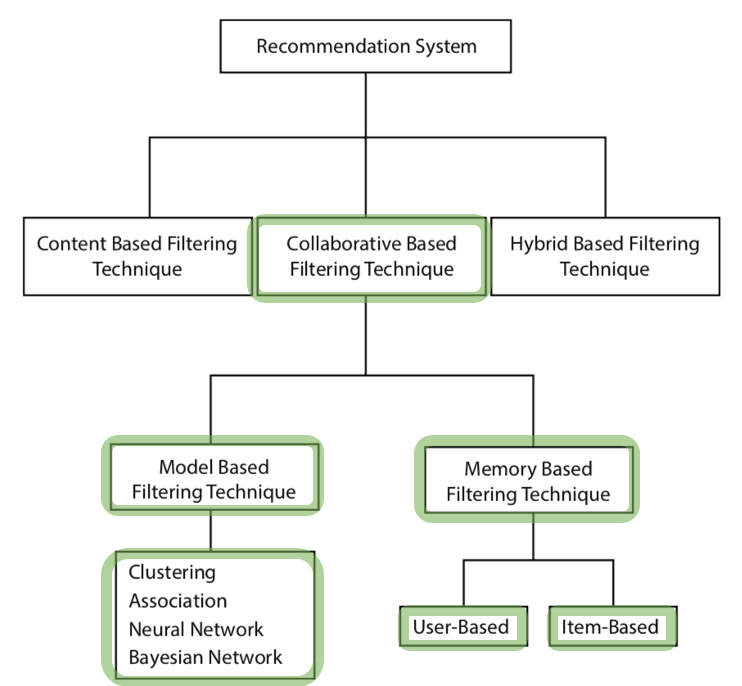 Recommendation System
Content Based Filtering
Technique
Collaborative Based
Filtering Technique
Hybrid Based Filtering
Technique
Model Based
Filtering Technique
Memory Based
Filtering Technique
Clustering
Association
Neural Network
Bayesian Network
User-Based
Item-Based